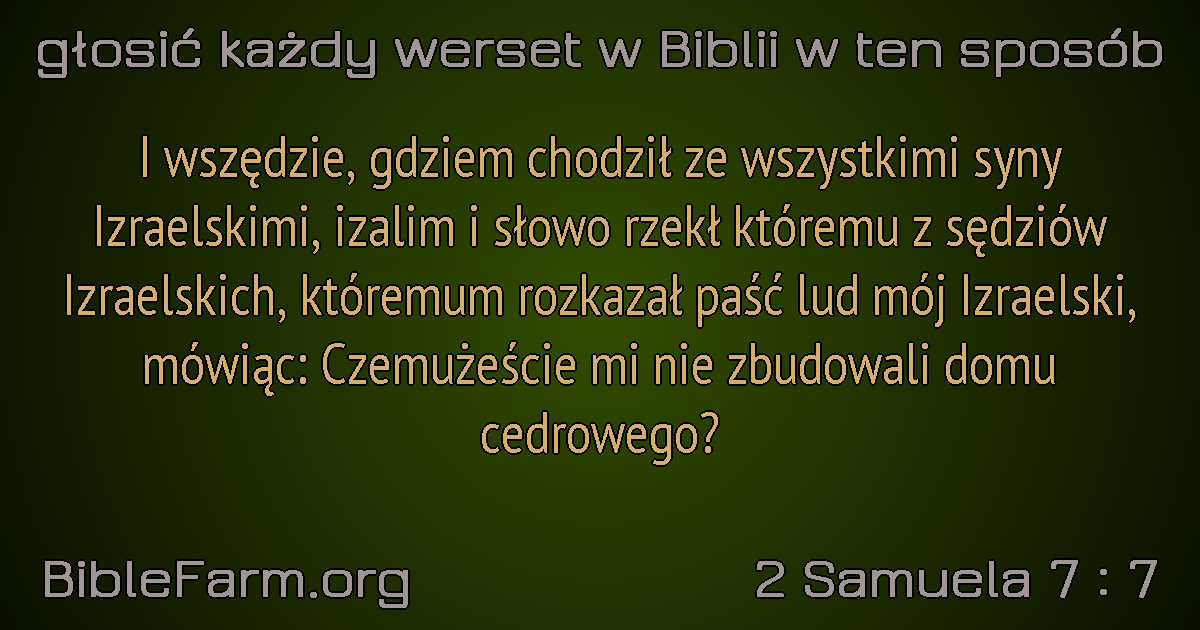 głosić każdy werset w Biblii w ten sposób
I wszędzie, gdziem chodził ze wszystkimi syny
Izraelskimi, izalim i słowo rzekł któremu z sędziów
Izraelskich, któremum rozkazał paść lud mój Izraelski,
mówiąc: Czemużeście mi nie zbudowali domu
cedrowego?
BibleFarm.org
2 Samuela 7 : 7